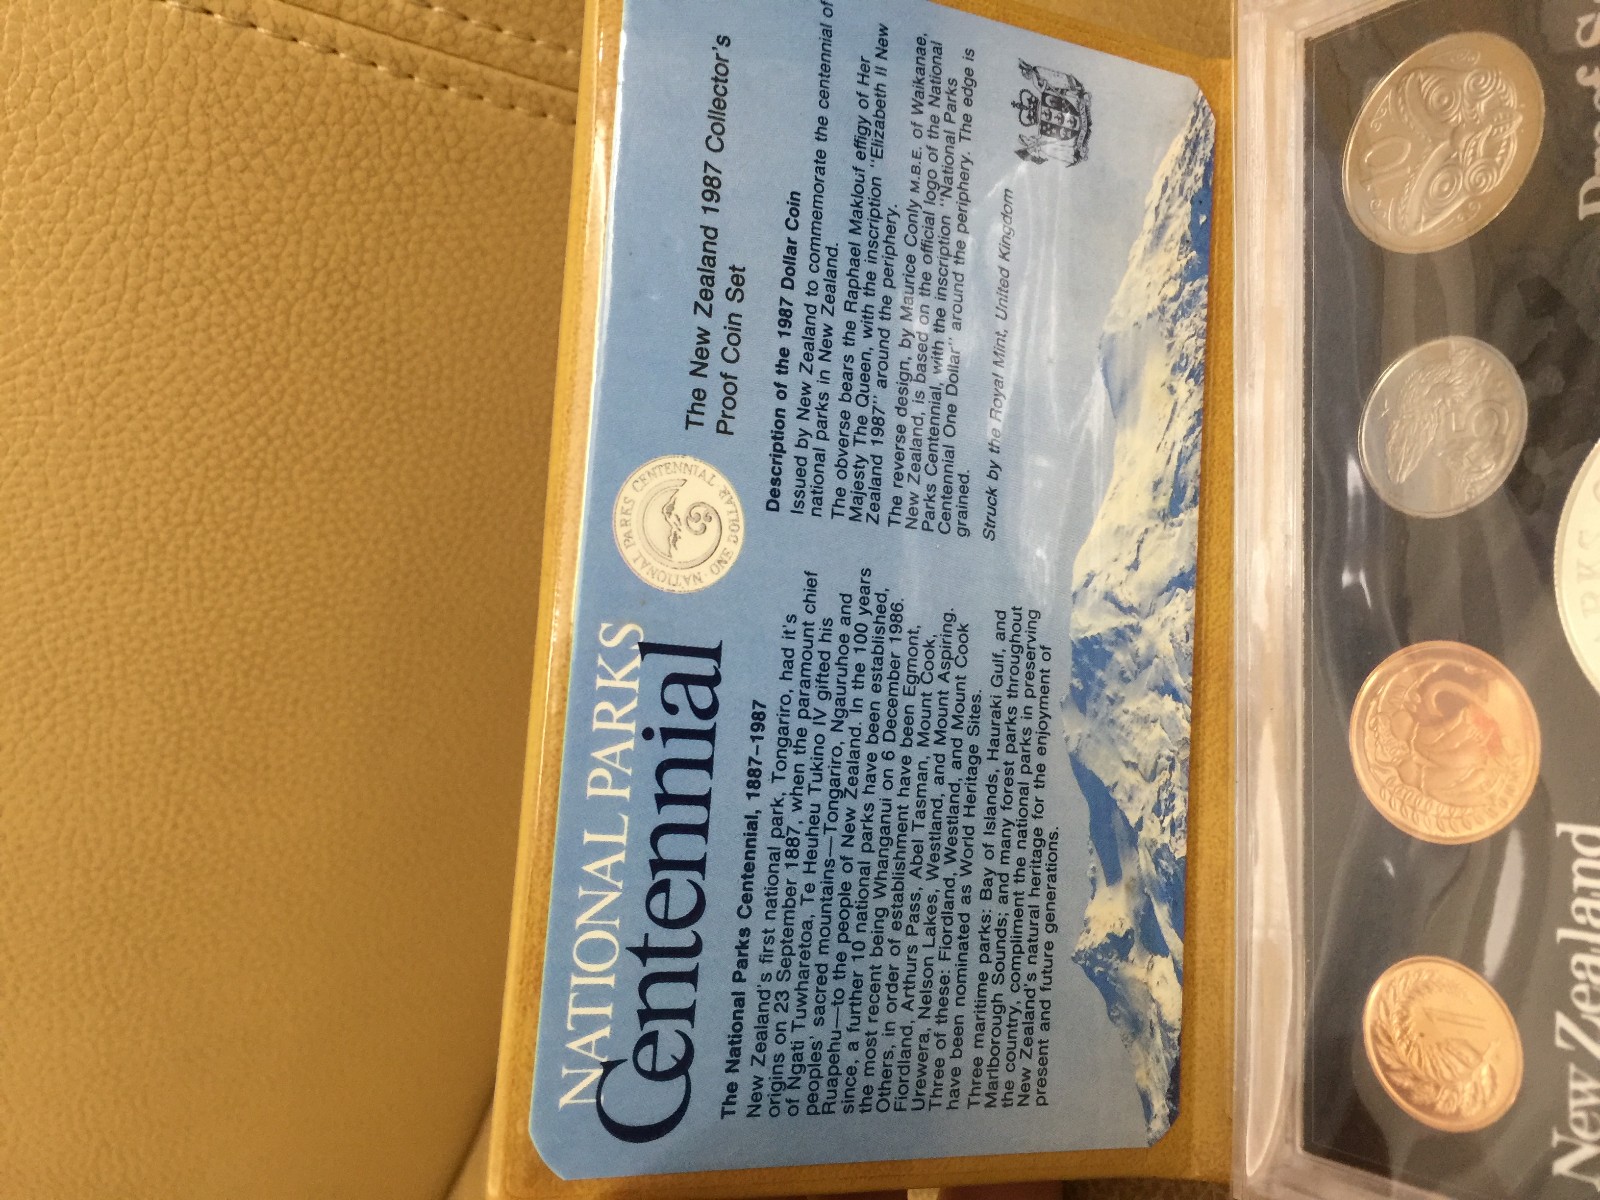 NATIONAL PARKS
Centennial
NATIONAL PARKS CENTENNIAL
ONE DOLLAR
The New Zealand 1987 Collector's
Proof Coin Set
The National Parks Centennial, 1887–1987
New Zealand's first national park, Tongariro, had it's
origins on 23 September 1887, when the paramount chief
of Ngati Tuwharetoa, Te Heuheu Tukino IV gifted his
peoples' sacred mountains—Tongariro, Ngauruhoe and
Ruapehu—to the people of New Zealand. In the 100 years
since, a further 10 national parks have been established,
the most recent being Whanganui on 6 December 1986.
Others, in order of establishment have been Egmont,
Fiordland, Arthurs Pass, Abel Tasman, Mount Cook,
Urewera, Nelson Lakes, Westland, and Mount Aspiring.
Three of these: Fiordland, Westland, and Mount Cook
have been nominated as World Heritage Sites.
Three maritime parks: Bay of Islands, Hauraki Gulf, and
Marlborough Sounds; and many forest parks throughout
the country, compliment the national parks in preserving
New Zealand's natural heritage for the enjoyment of
present and future generations.
Description of the 1987 Dollar Coin
Issued by New Zealand to commemorate the centennial of
national parks in New Zealand.
The obverse bears the Raphael Maklouf effigy of Her
Majesty The Queen, with the inscription "Elizabeth II New
Zealand 1987" around the periphery.
The reverse design, by Maurice Conly M.B.E. of Waikanae,
New Zealand, is based on the official logo of the National
Parks Centennial, with the inscription "National Parks
Centennial One Dollar" around the periphery. The edge is
grained.
Struck by the Royal Mint, United Kingdom
1
2
5
10
RKS
New Zealand
Proof S